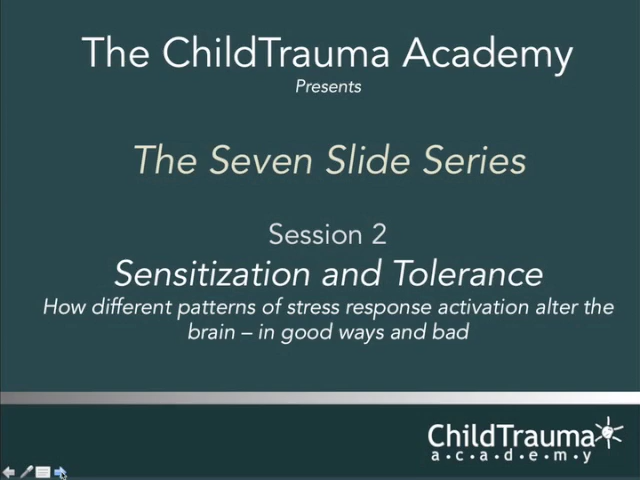 The ChildTrauma Academy
Presents
The Seven Slide Series
Session 2
Sensitization and Tolerance
How different patterns of stress response activation alter the
brain – in good ways and bad
ChildTrauma
a•c•a•d•e•m•y